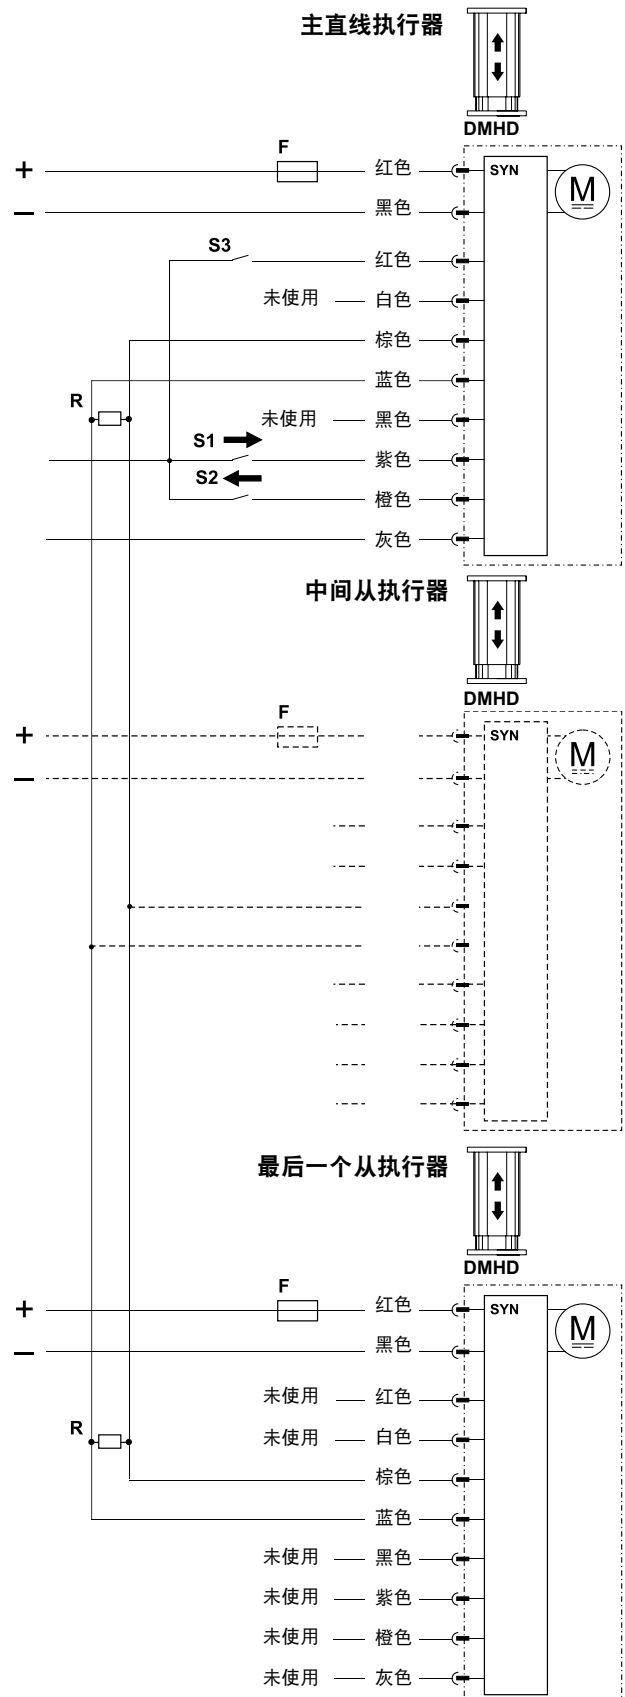 主直线执行器
DMHD
F
+ 红色 SYN M
− 黑色
S3 红色
未使用 白色
棕色
蓝色
R 未使用 黑色
S1 紫色
S2 橙色
灰色
中间从执行器
DMHD
F
+ SYN M
−
最后一个从执行器
DMHD
F
+ 红色 SYN M
− 黑色
未使用 红色
R 未使用 白色
棕色
蓝色
未使用 黑色
未使用 紫色
未使用 橙色
未使用 灰色